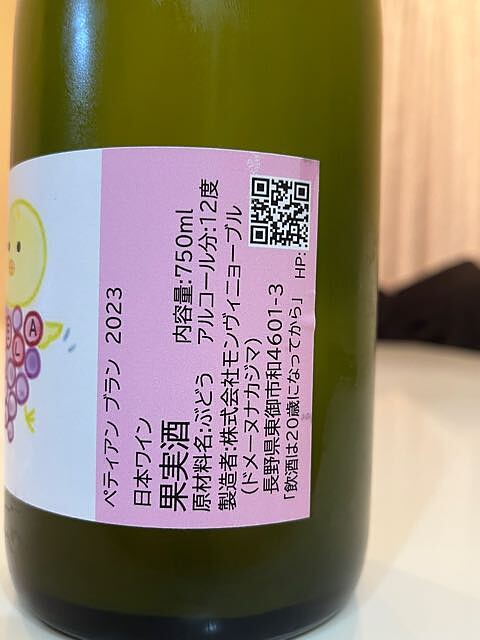 ペティアン ブラン 2023
日本ワイン 内容量:750ml
果実酒 アルコール分:12度
原材料名:ぶどう
製造者:株式会社モンヴィニョーブル
(ドメーヌナカジマ)
長野県東御市和4601-3
「飲酒は20歳になってから」 HP:
A
L